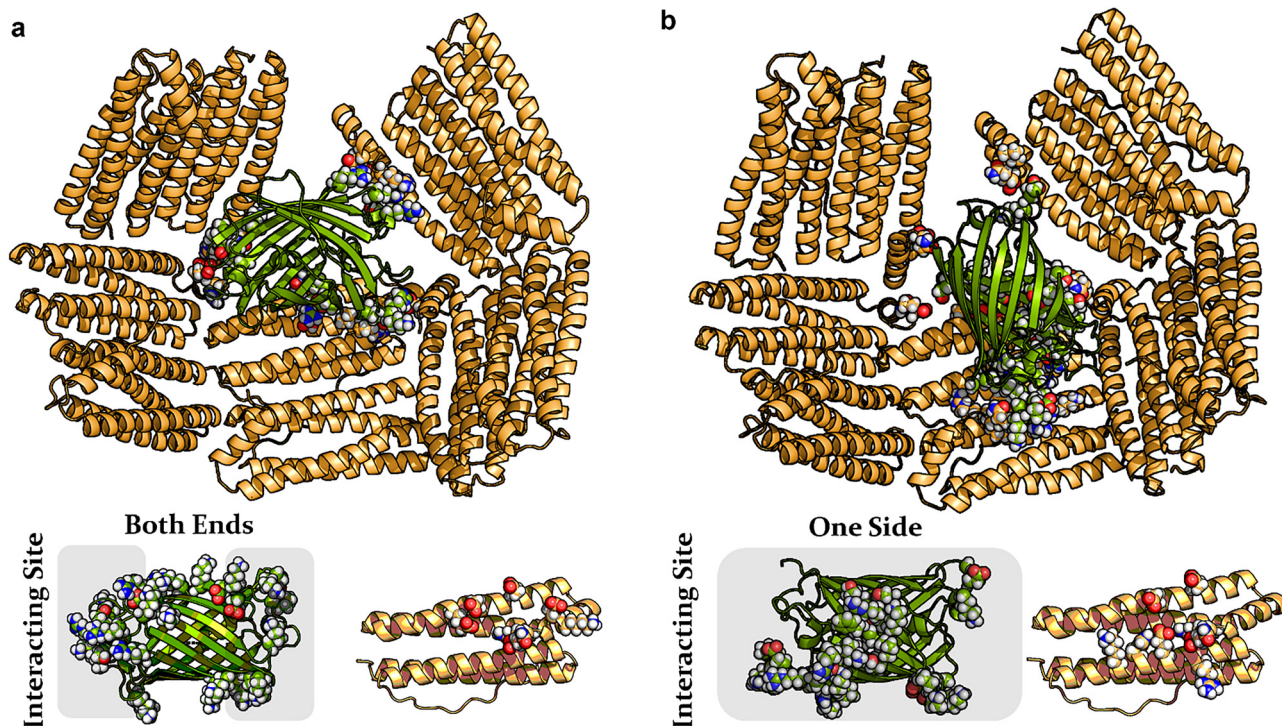 a
b
Both Ends
Interacting Site
One Side
Interacting Site